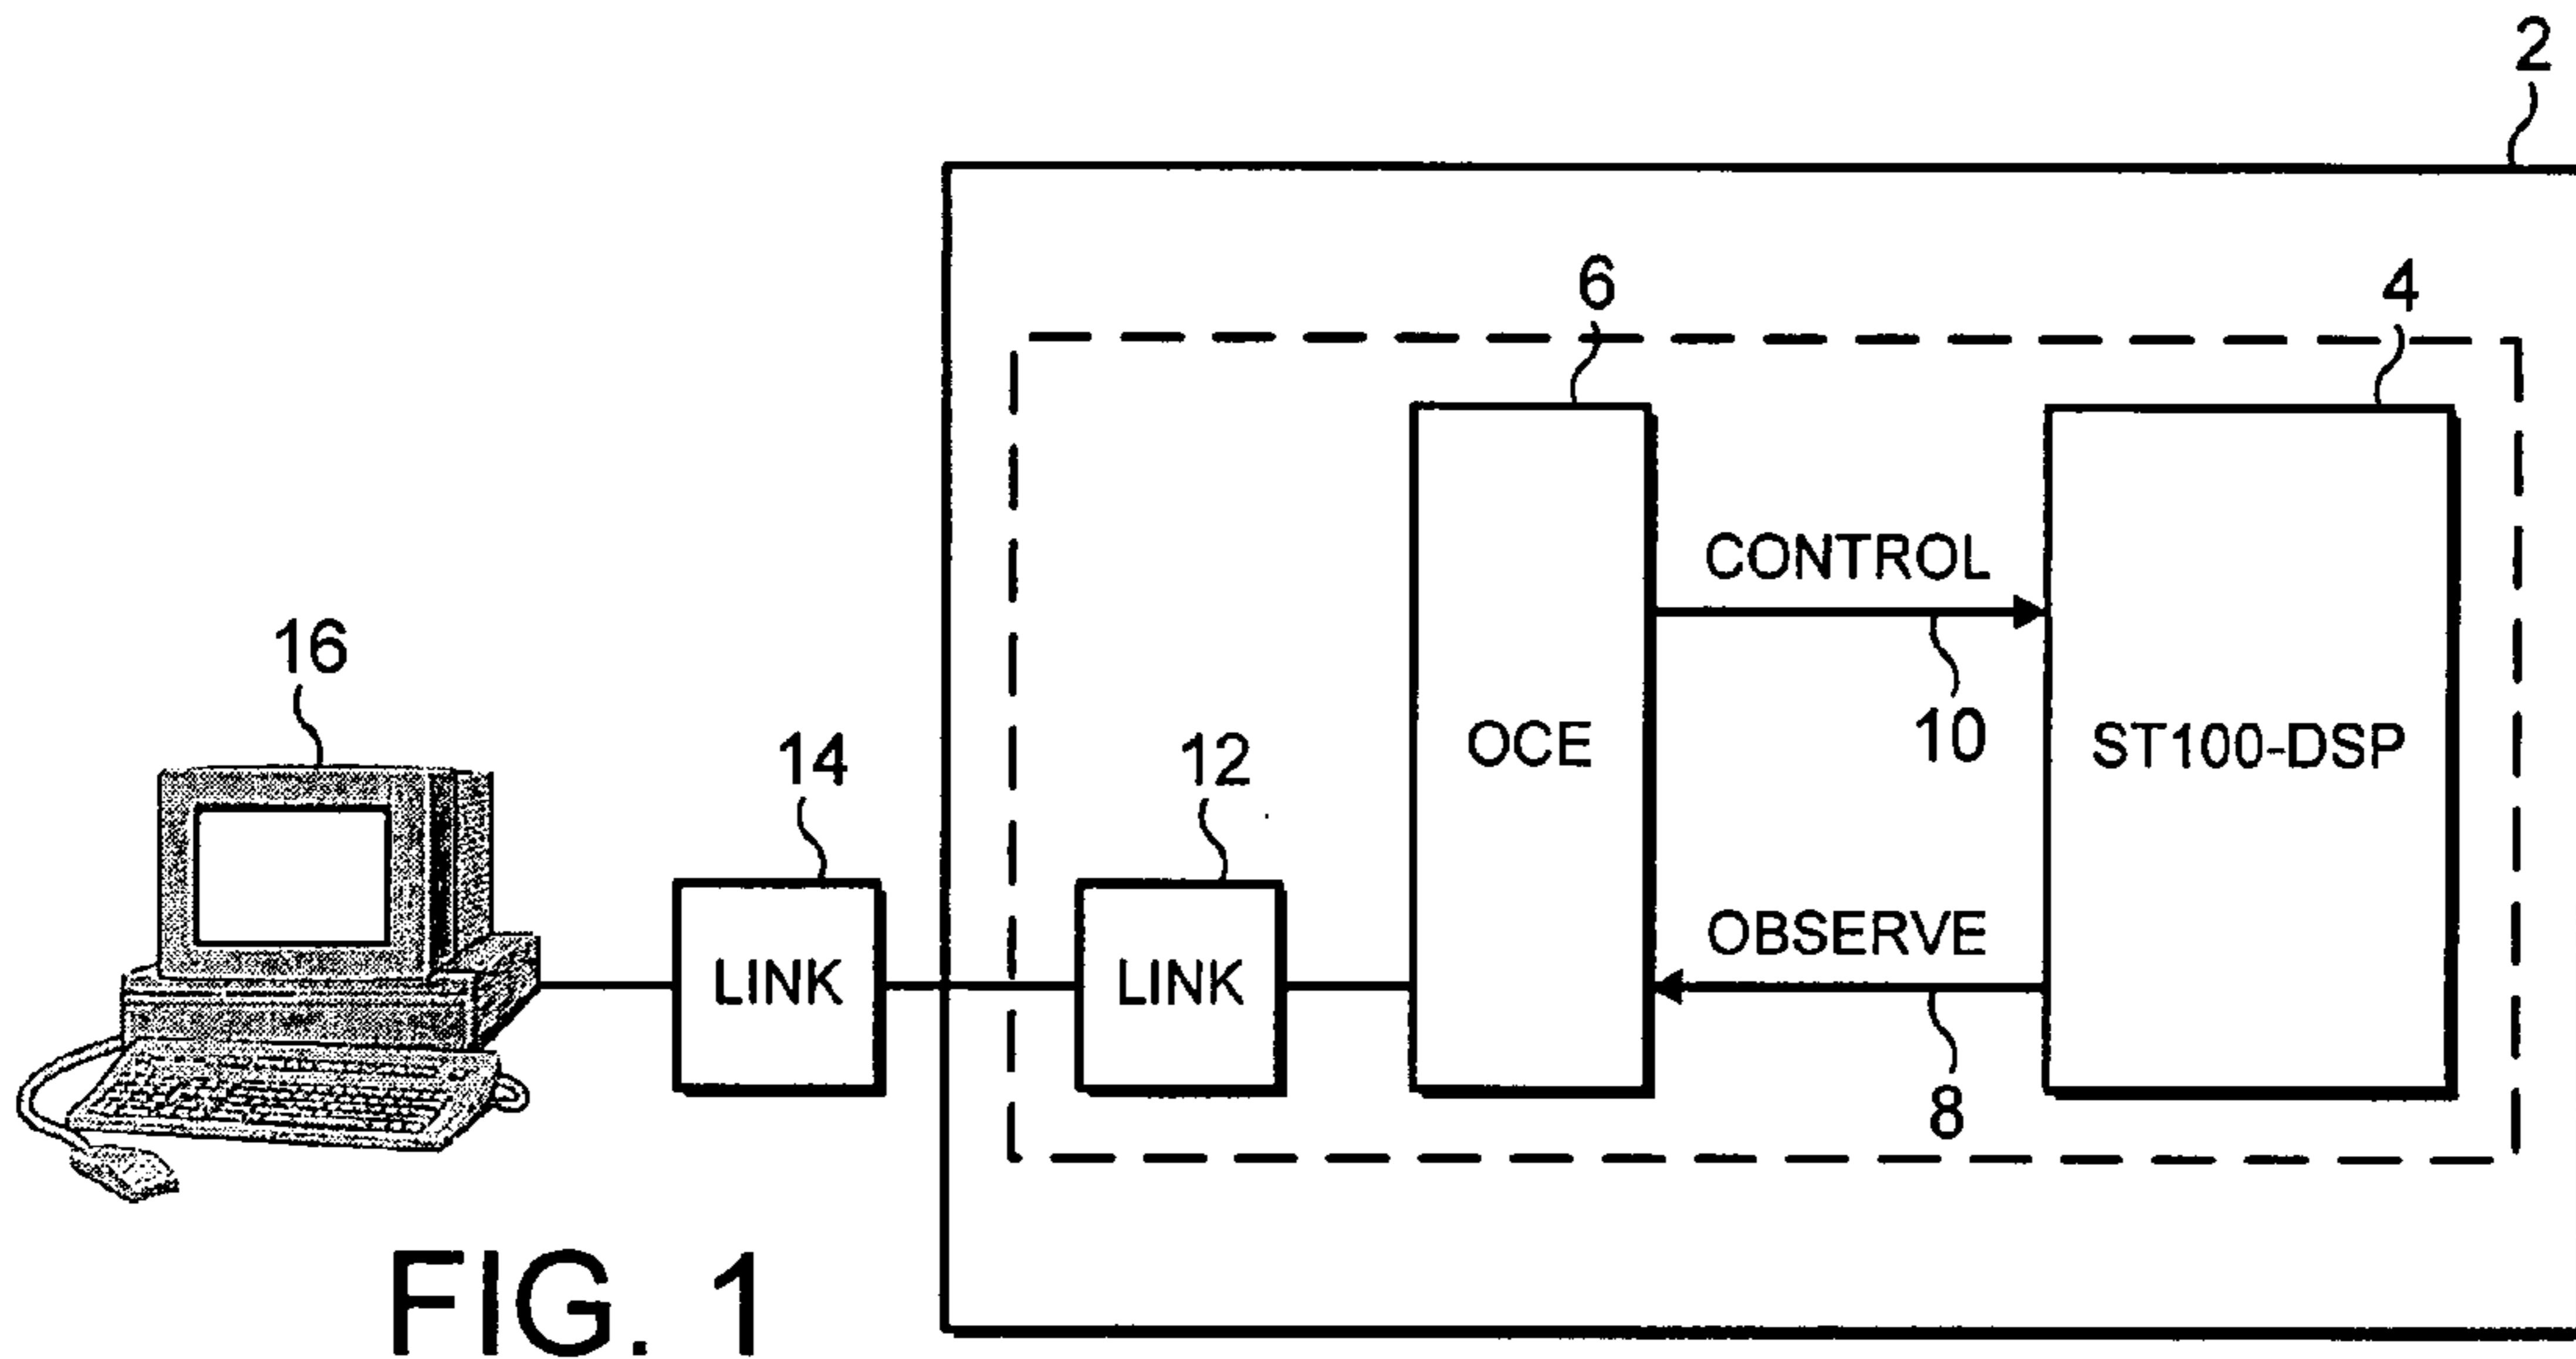 2
6
4
CONTROL
16
10
14
12
OCE
ST100-DSP
OBSERVE
LINK
LINK
8
FIG. 1